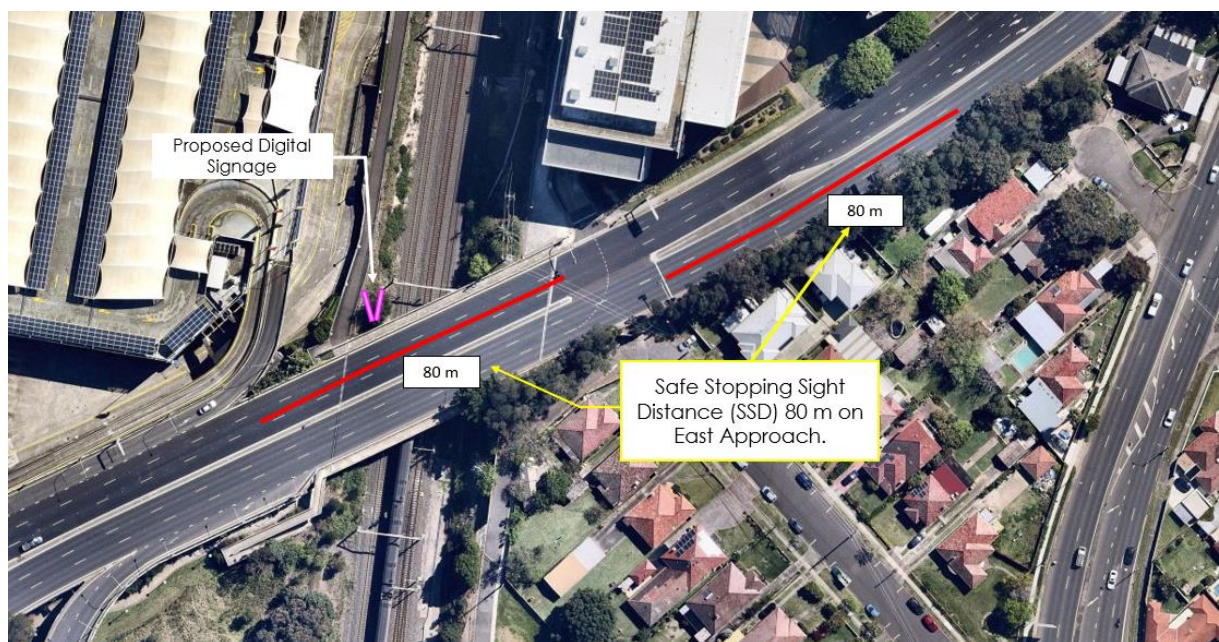 Proposed Digital
Signage
80 m
80 m
Safe Stopping Sight
Distance (SSD) 80 m on
East Approach.